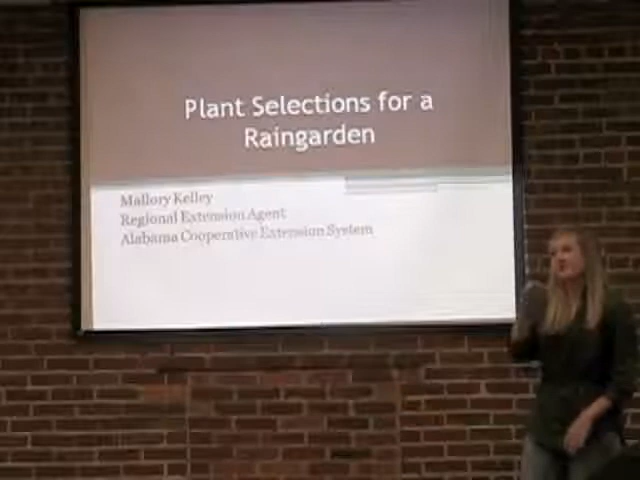 Plant Selections for a
Raingarden
Mallory Kelley
Regional Extension Agent
Alabama Cooperative Extension System